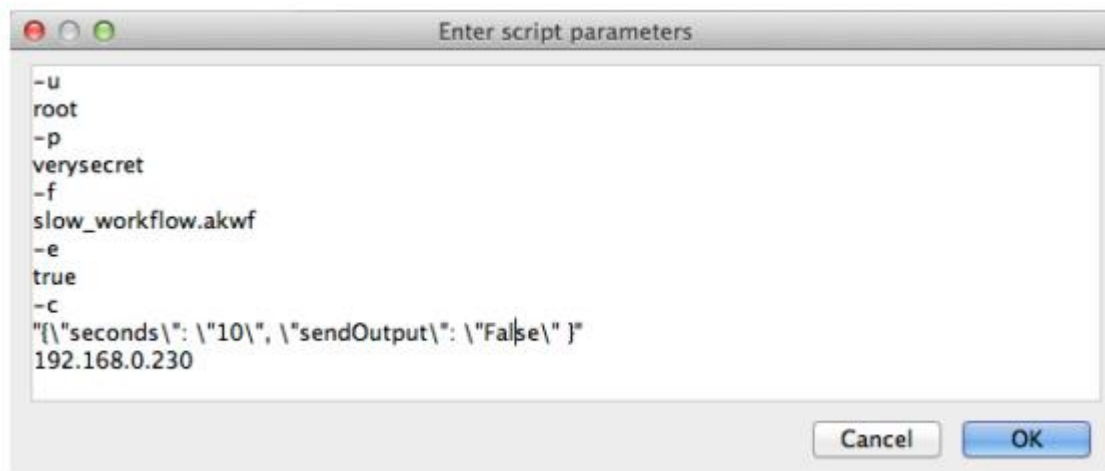 Enter script parameters
-u
root
-p
verysecret
-f
slow_workflow.akwf
-e
true
-c
"{\"seconds\": \"10\", \"sendOutput\": \"False\" }"
192.168.0.230
Cancel OK